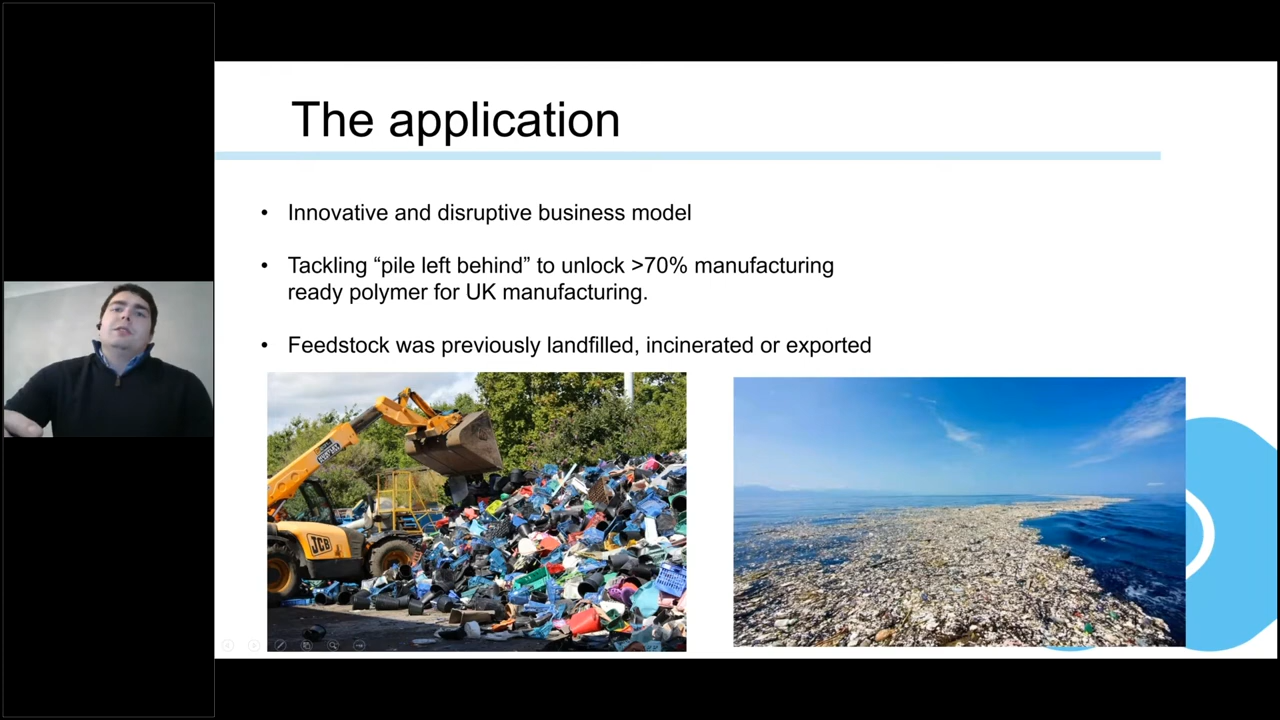 The application
• Innovative and disruptive business model
• Tackling “pile left behind” to unlock >70% manufacturing
ready polymer for UK manufacturing.
• Feedstock was previously landfilled, incinerated or exported
JCB